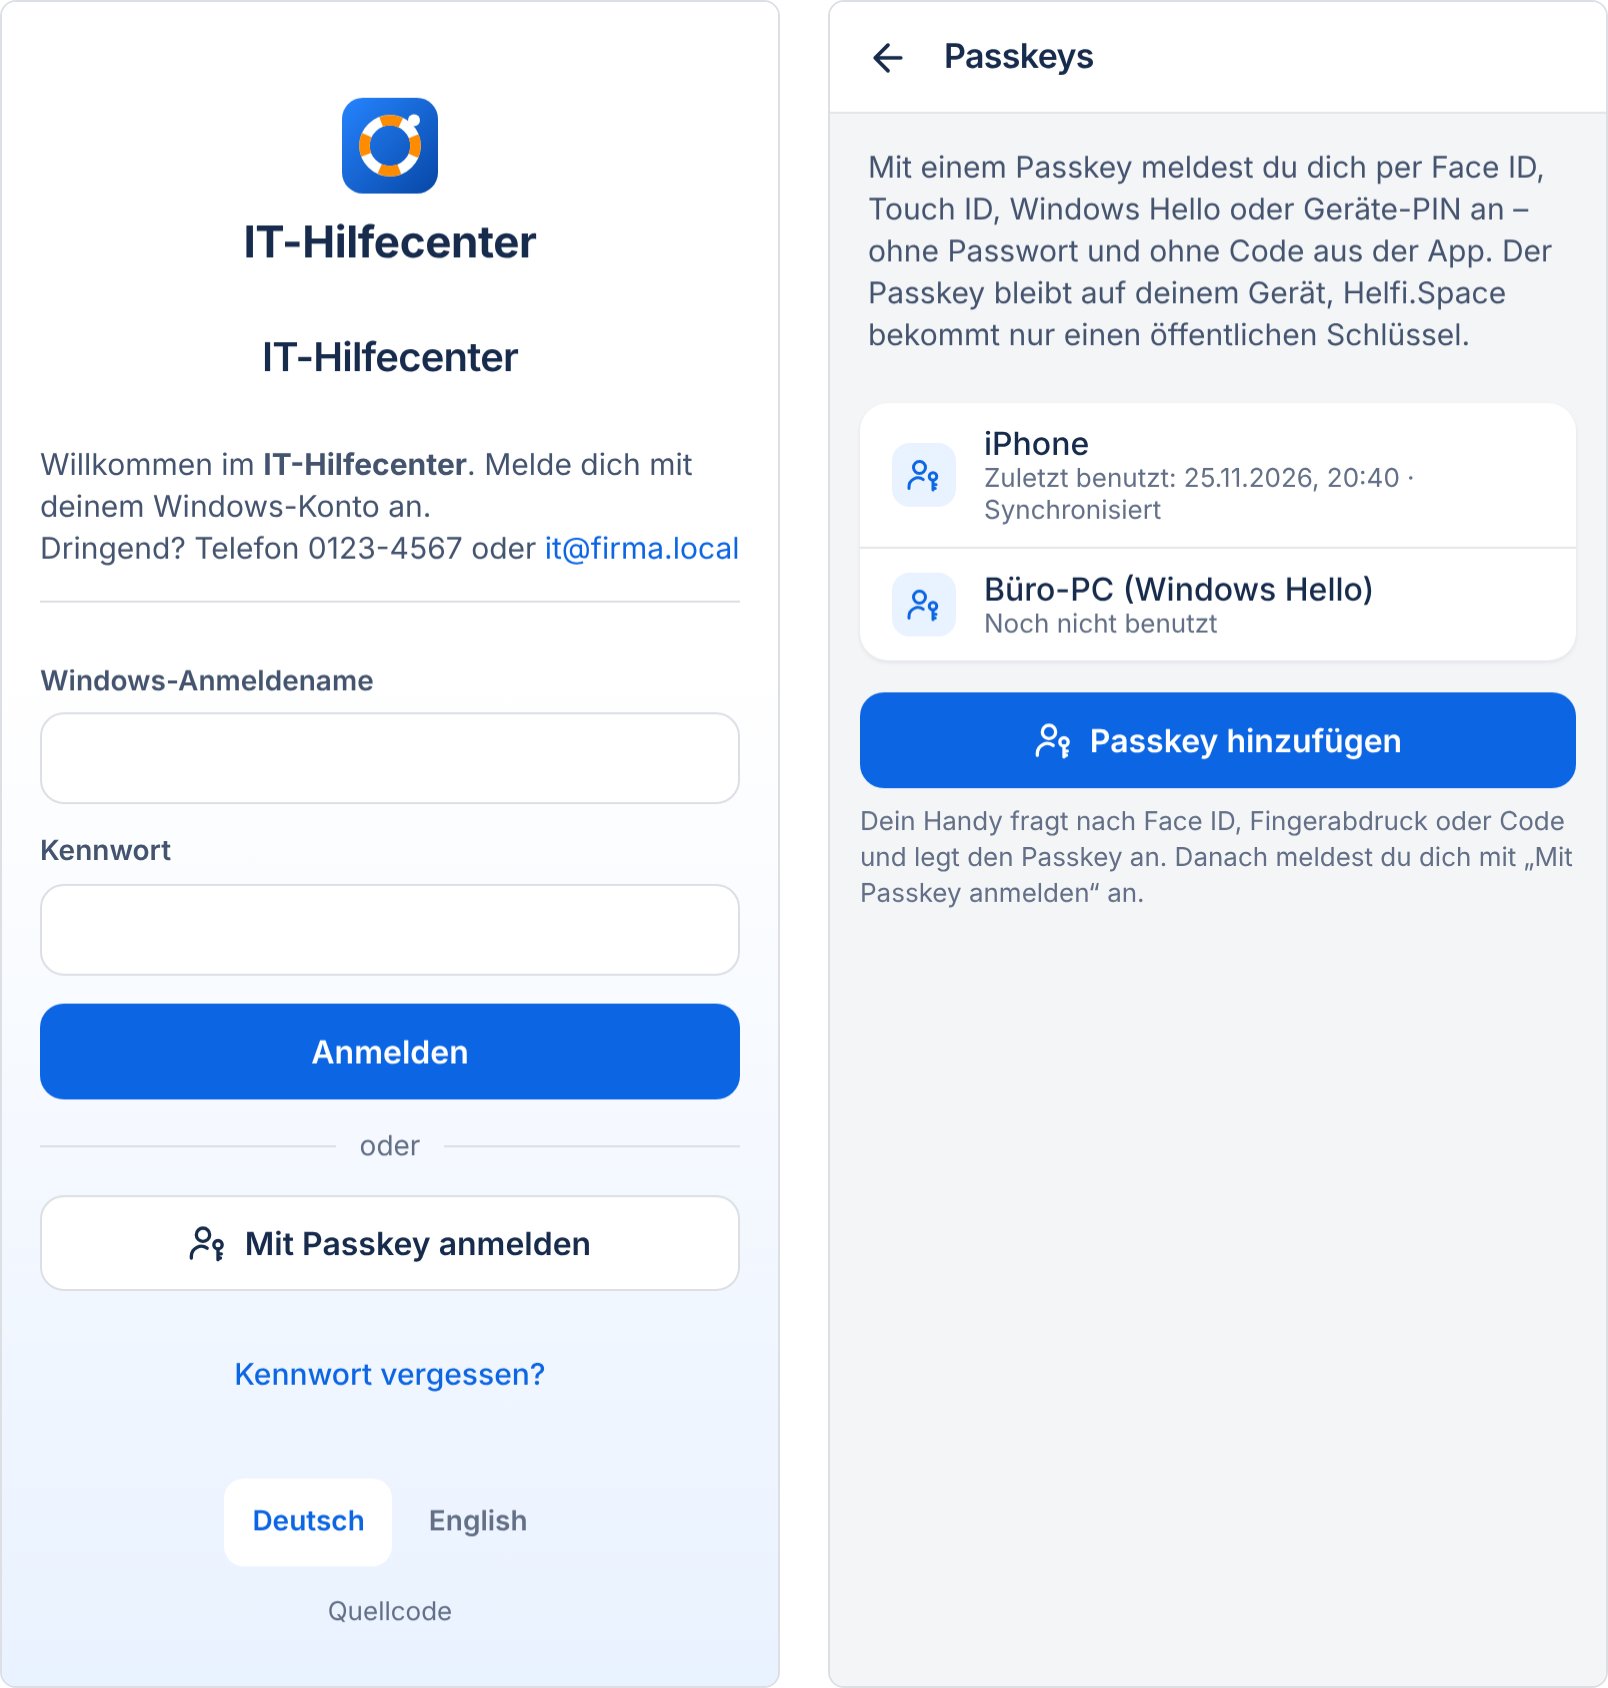 IT-Hilfecenter
IT-Hilfecenter
Willkommen im IT-Hilfecenter. Melde dich mit
deinem Windows-Konto an.
Dringend? Telefon 0123-4567 oder it@firma.local
Windows-Anmeldename
Kennwort
Anmelden
oder
Mit Passkey anmelden
Kennwort vergessen?
Deutsch English
Quellcode
Passkeys
Mit einem Passkey meldest du dich per Face ID,
Touch ID, Windows Hello oder Geräte-PIN an –
ohne Passwort und ohne Code aus der App. Der
Passkey bleibt auf deinem Gerät, Helfi.Space
bekommt nur einen öffentlichen Schlüssel.
iPhone
Zuletzt benutzt: 25.11.2026, 20:40 ·
Synchronisiert
Büro-PC (Windows Hello)
Noch nicht benutzt
Passkey hinzufügen
Dein Handy fragt nach Face ID, Fingerabdruck oder Code
und legt den Passkey an. Danach meldest du dich mit „Mit
Passkey anmelden“ an.